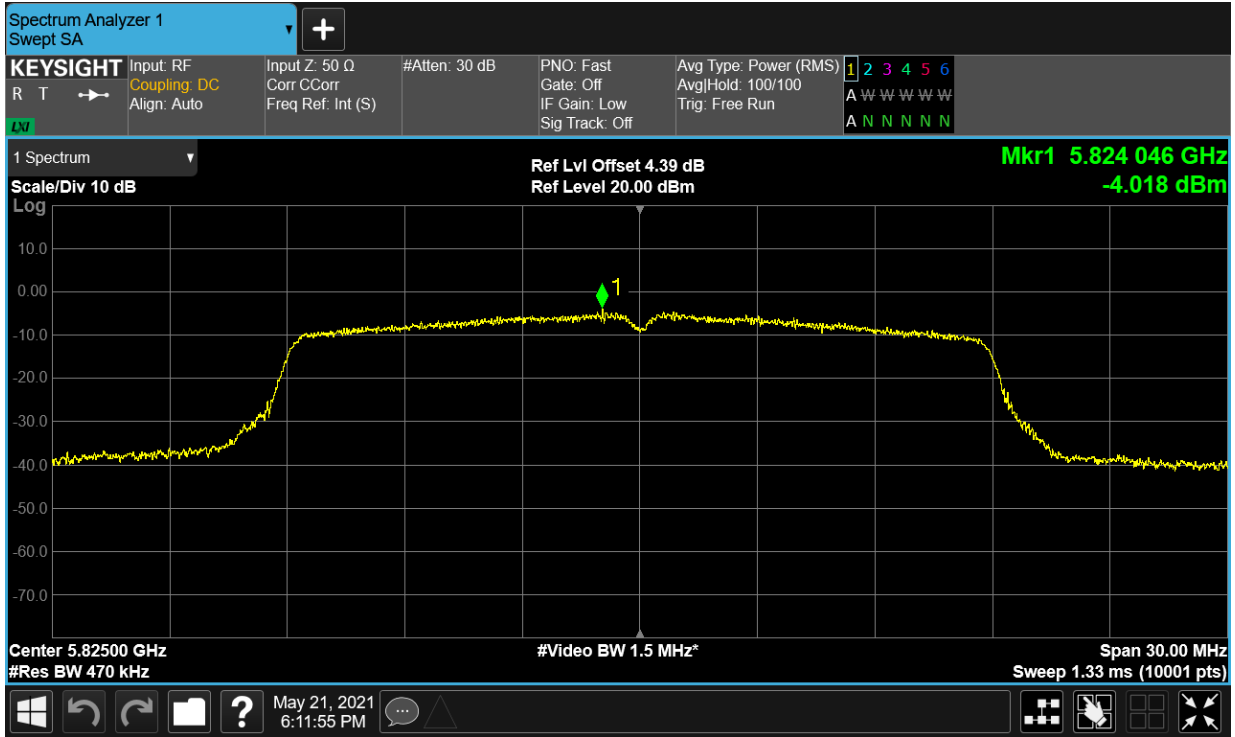 Spectrum Analyzer 1
Swept SA
KEYSIGHT
R T
LXI
Input: RF
Coupling: DC
Align: Auto
Input Z: 50 Ω
Corr CCorr
Freq Ref: Int (S)
#Atten: 30 dB
PNO: Fast
Gate: Off
IF Gain: Low
Sig Track: Off
Avg Type: Power (RMS)
Avg|Hold: 100/100
Trig: Free Run
1 2 3 4 5 6
A W W W W W
A N N N N N
1 Spectrum
Scale/Div 10 dB
Ref Lvl Offset 4.39 dB
Ref Level 20.00 dBm
Mkr1 5.824 046 GHz
-4.018 dBm
Log
10.0
0.00
-10.0
-20.0
-30.0
-40.0
-50.0
-60.0
-70.0
1
Center 5.82500 GHz
#Res BW 470 kHz
#Video BW 1.5 MHz*
Span 30.00 MHz
Sweep 1.33 ms (10001 pts)
?
May 21, 2021
6:11:55 PM